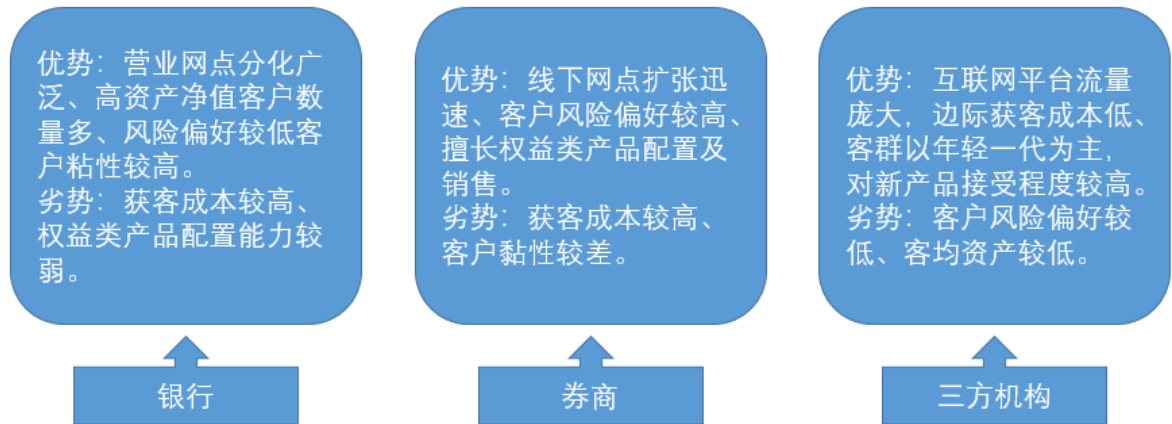 优势：营业网点分化广
泛、高资产净值客户数
量多、风险偏好较低客
户粘性较高。
劣势：获客成本较高、
权益类产品配置能力较
弱。
银行
优势：线下网点扩张迅
速、客户风险偏好较高、
擅长权益类产品配置及
销售。
劣势：获客成本较高、
客户黏性较差。
券商
优势：互联网平台流量
庞大，边际获客成本低、
客群以年轻一代为主，
对新产品接受程度较高。
劣势：客户风险偏好较
低、客均资产较低。
三方机构